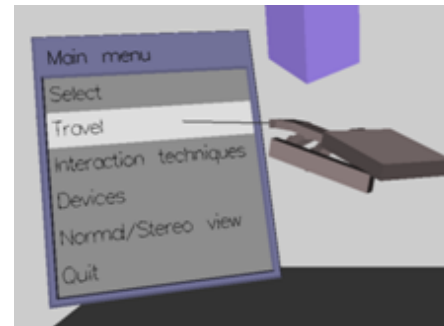 Main menu
Select
Travel
Interaction techniques
Devices
Normal/Stereo view
Quit